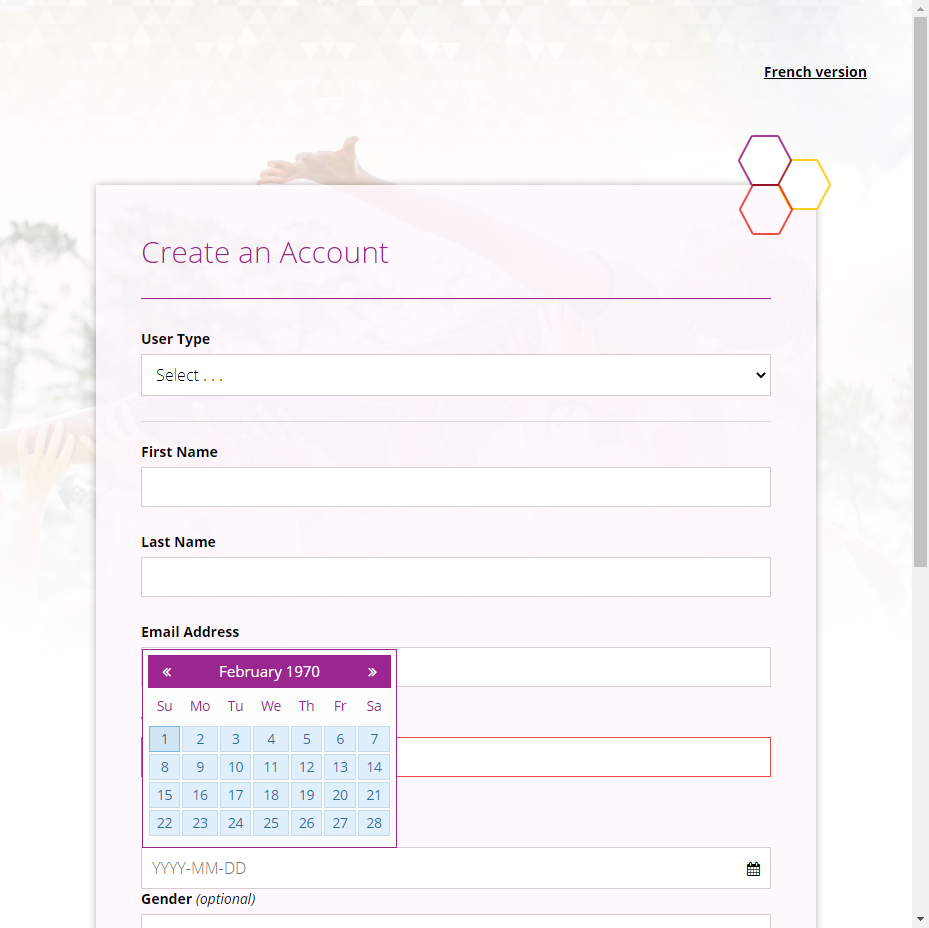 French version
Create an Account
User Type
Select . . .
First Name
Last Name
Email Address
« February 1970 »
Su Mo Tu We Th Fr Sa
1 2 3 4 5 6 7
8 9 10 11 12 13 14
15 16 17 18 19 20 21
22 23 24 25 26 27 28
YYYY-MM-DD
Gender (optional)